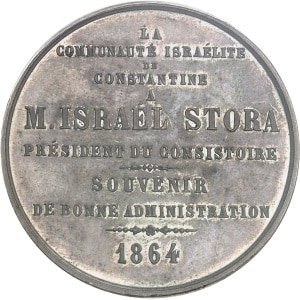 LA
COMMUNAUTÉ ISRAÉLITE
DE
CONSTANTINE
A
M. ISRAËL STORA
PRÉSIDENT DU CONSISTOIRE
SOUVENIR
DE BONNE ADMINISTRATION
1864